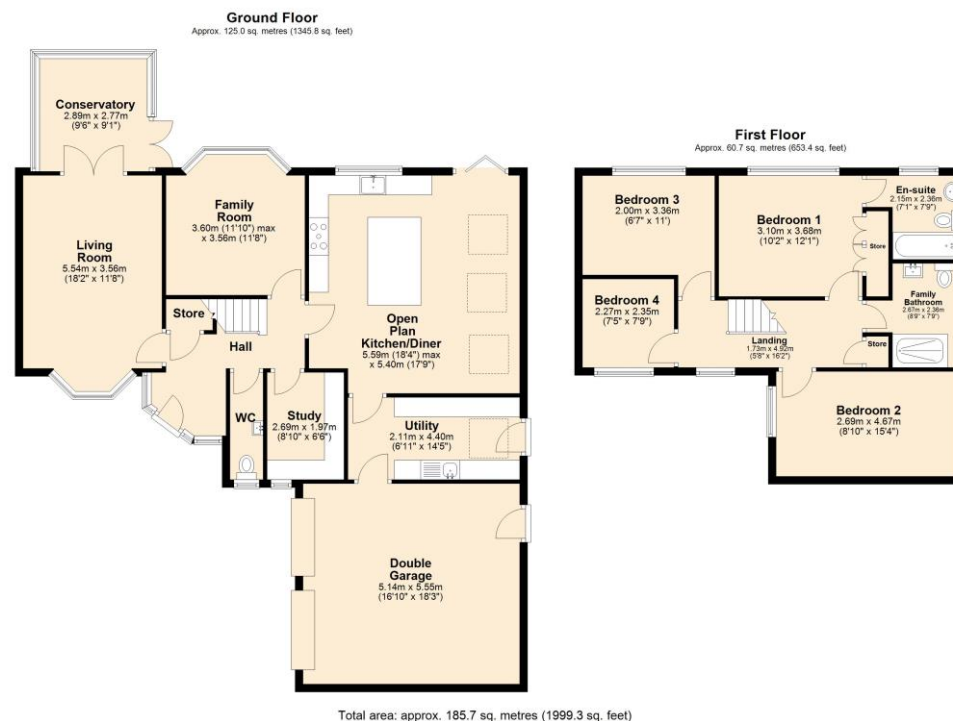 Ground Floor
Approx. 125.0 sq. metres (1345.8 sq. feet)
Conservatory
2.89m x 2.77m
(9'6" x 9'1")
Family
Room
3.60m (11'10") max
x 3.56m (11'8")
Living
Room
5.54m x 3.56m
(18'2" x 11'8")
Store
Hall
Open
Plan
Kitchen/Diner
5.59m (18'4") max
x 5.40m (17'9")
WC
Study
2.69m x 1.97m
(8'10" x 6'6")
Utility
2.11m x 4.40m
(6'11" x 14'5")
Double
Garage
5.14m x 5.55m
(16'10" x 18'3")
First Floor
Approx. 60.7 sq. metres (653.4 sq. feet)
Bedroom 3
2.00m x 3.36m
(6'7" x 11')
Bedroom 1
3.10m x 3.68m
(10'2" x 12'1")
En-suite
2.15m x 2.36m
(7'1" x 7'9")
Store
Bedroom 4
2.27m x 2.35m
(7'5" x 7'9")
Family
Bathroom
2.67m x 2.36m
(8'9" x 7'9")
Landing
1.73m x 4.92m
(5'8" x 16'2")
Store
Bedroom 2
2.69m x 4.67m
(8'10" x 15'4")
Total area: approx. 185.7 sq. metres (1999.3 sq. feet)